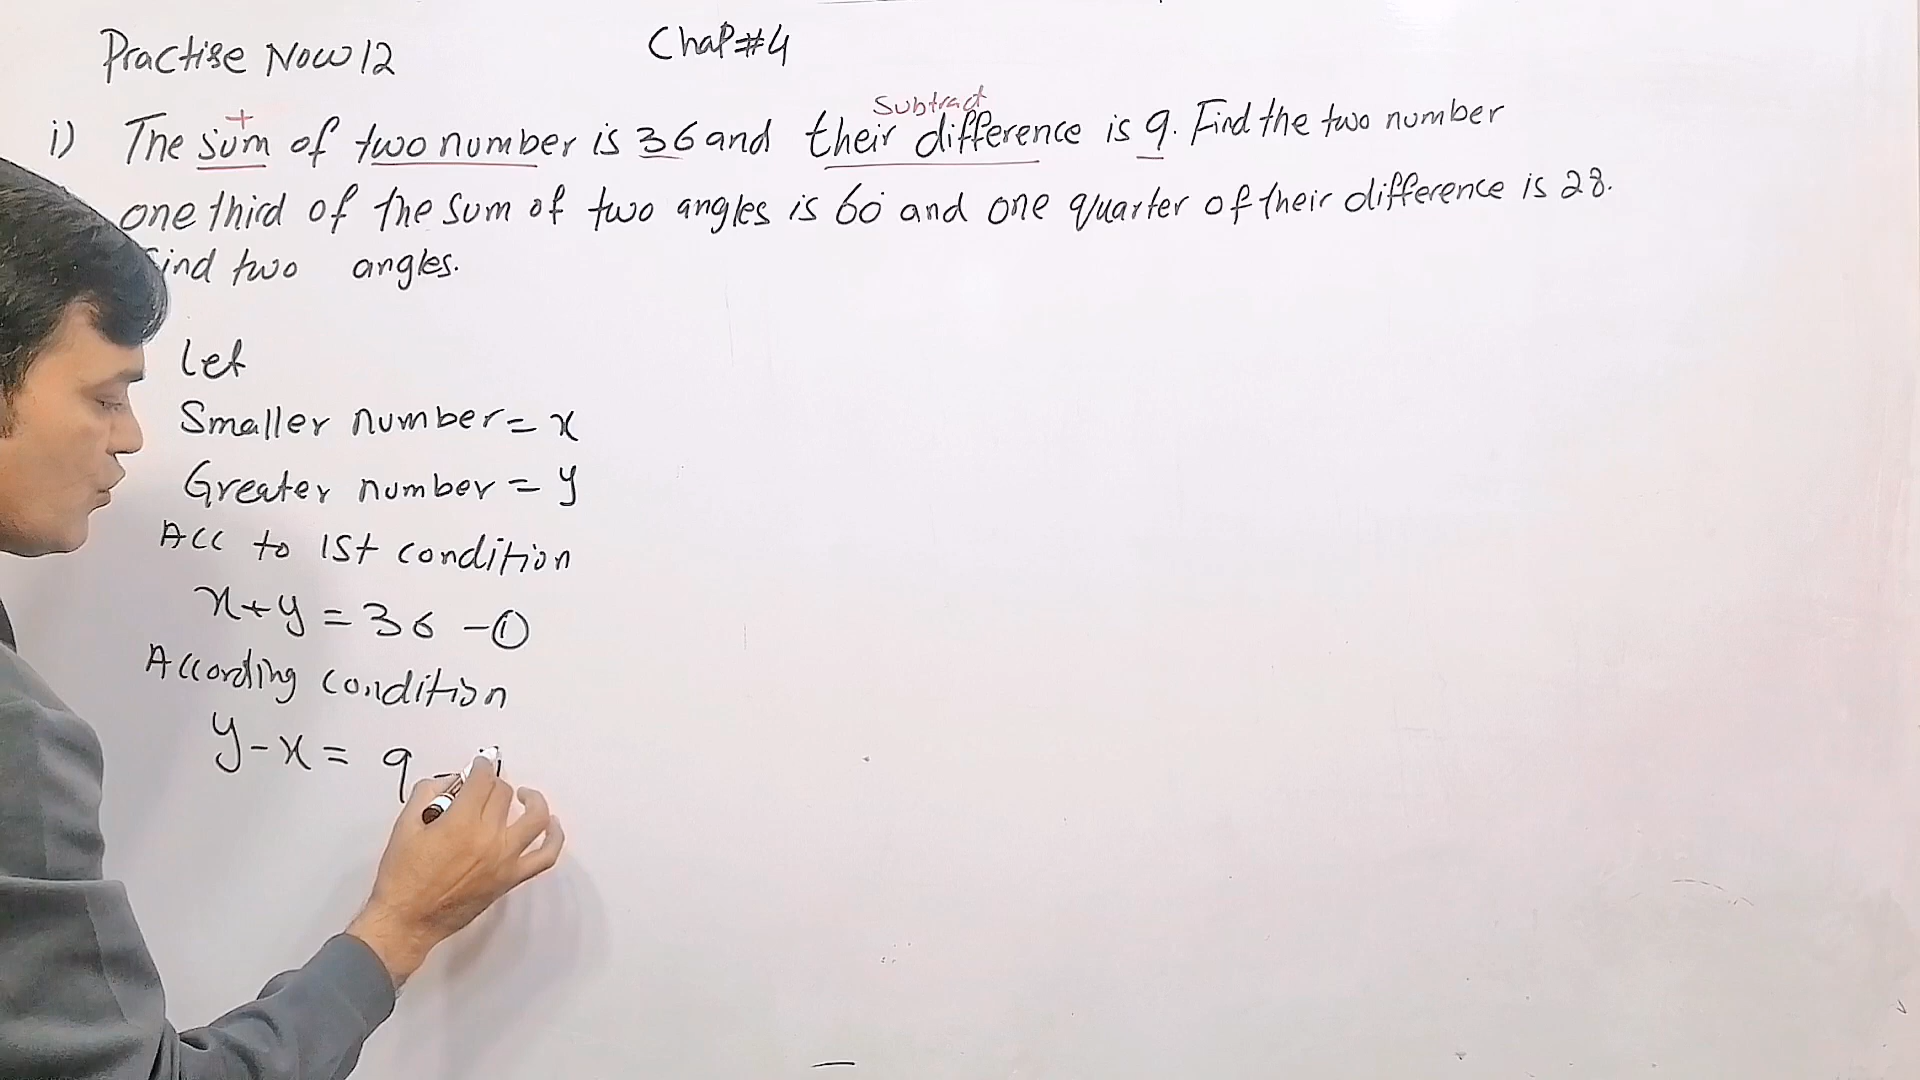 Practise Now 12
Chap#4
+
Subtract
i) The sum of two number is 36 and their difference is 9. Find the two number
one third of the sum of two angles is 60 and one quarter of their difference is 28.
ind two angles.
let
Smaller number = x
Greater number = y
Acc to 1st condition
x+y = 36 -①
According condition
y-x = 9 -